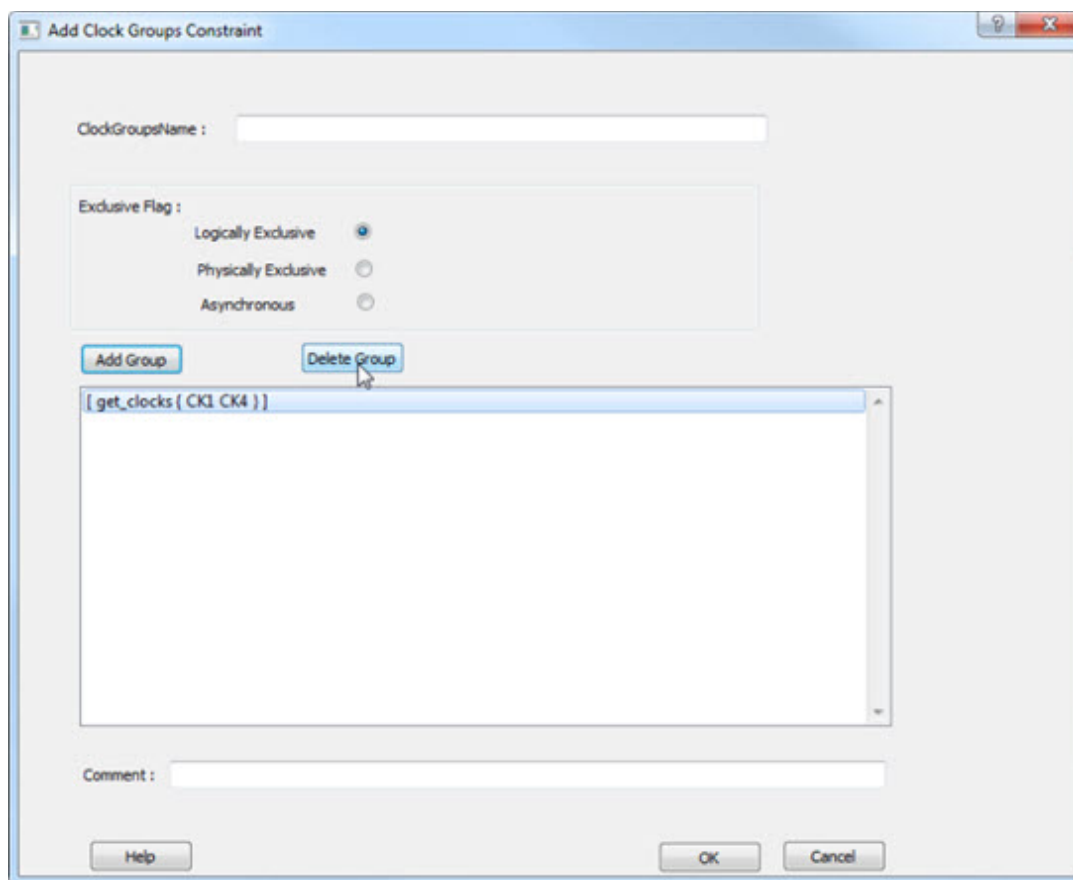 Add Clock Groups Constraint
ClockGroupsName :
Exclusive Flag :
Logically Exclusive
Physically Exclusive
Asynchronous
Add Group Delete Group
[ get_clocks { CK1 CK4 } ]
Comment :
Help OK Cancel